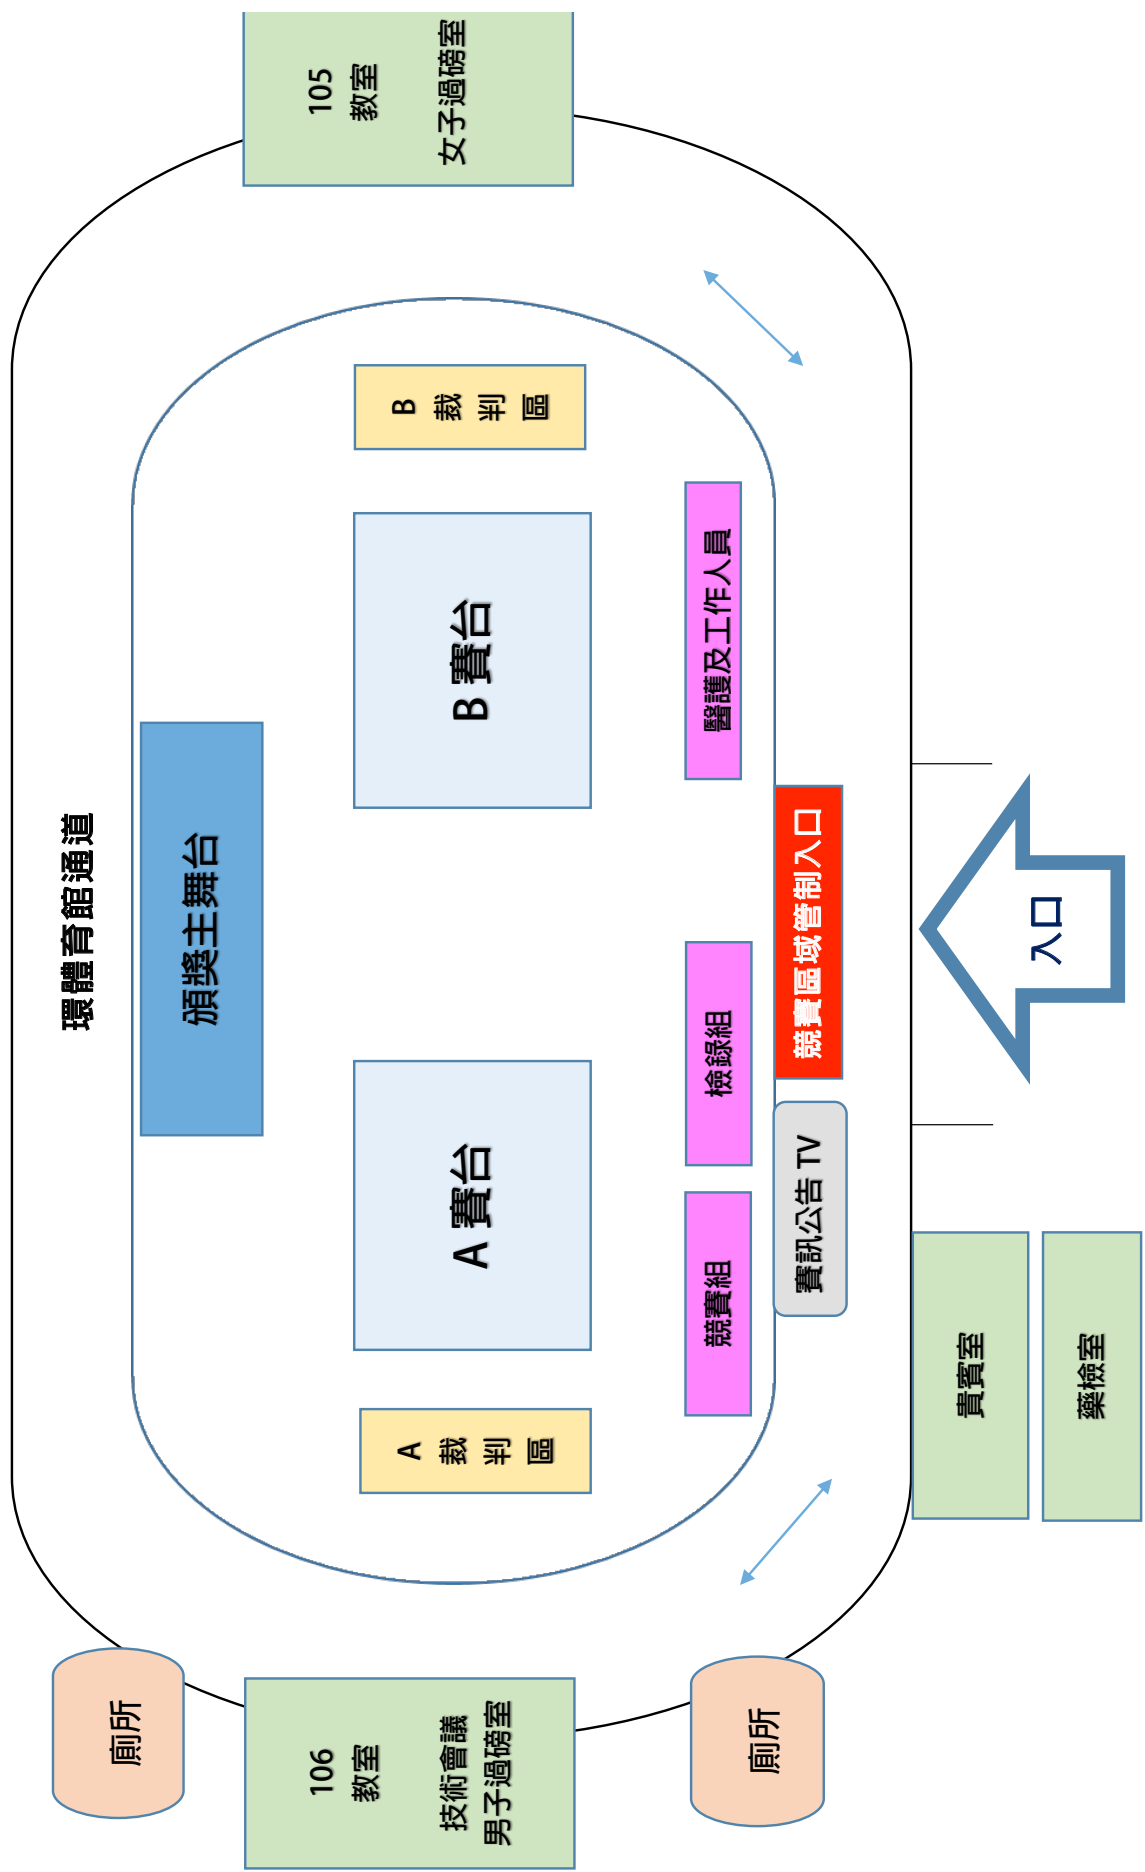 環體育館通道
頒獎主舞台
106
教室
技術會議
男子過磅室
105
教室
女子過磅室
廁所
A 裁判區
A 賽台
B 賽台
B 裁判區
競賽組
檢錄組
醫護及工作人員
廁所
賽訊公告 TV
競賽區域管制入口
貴賓室
藥檢室
入口